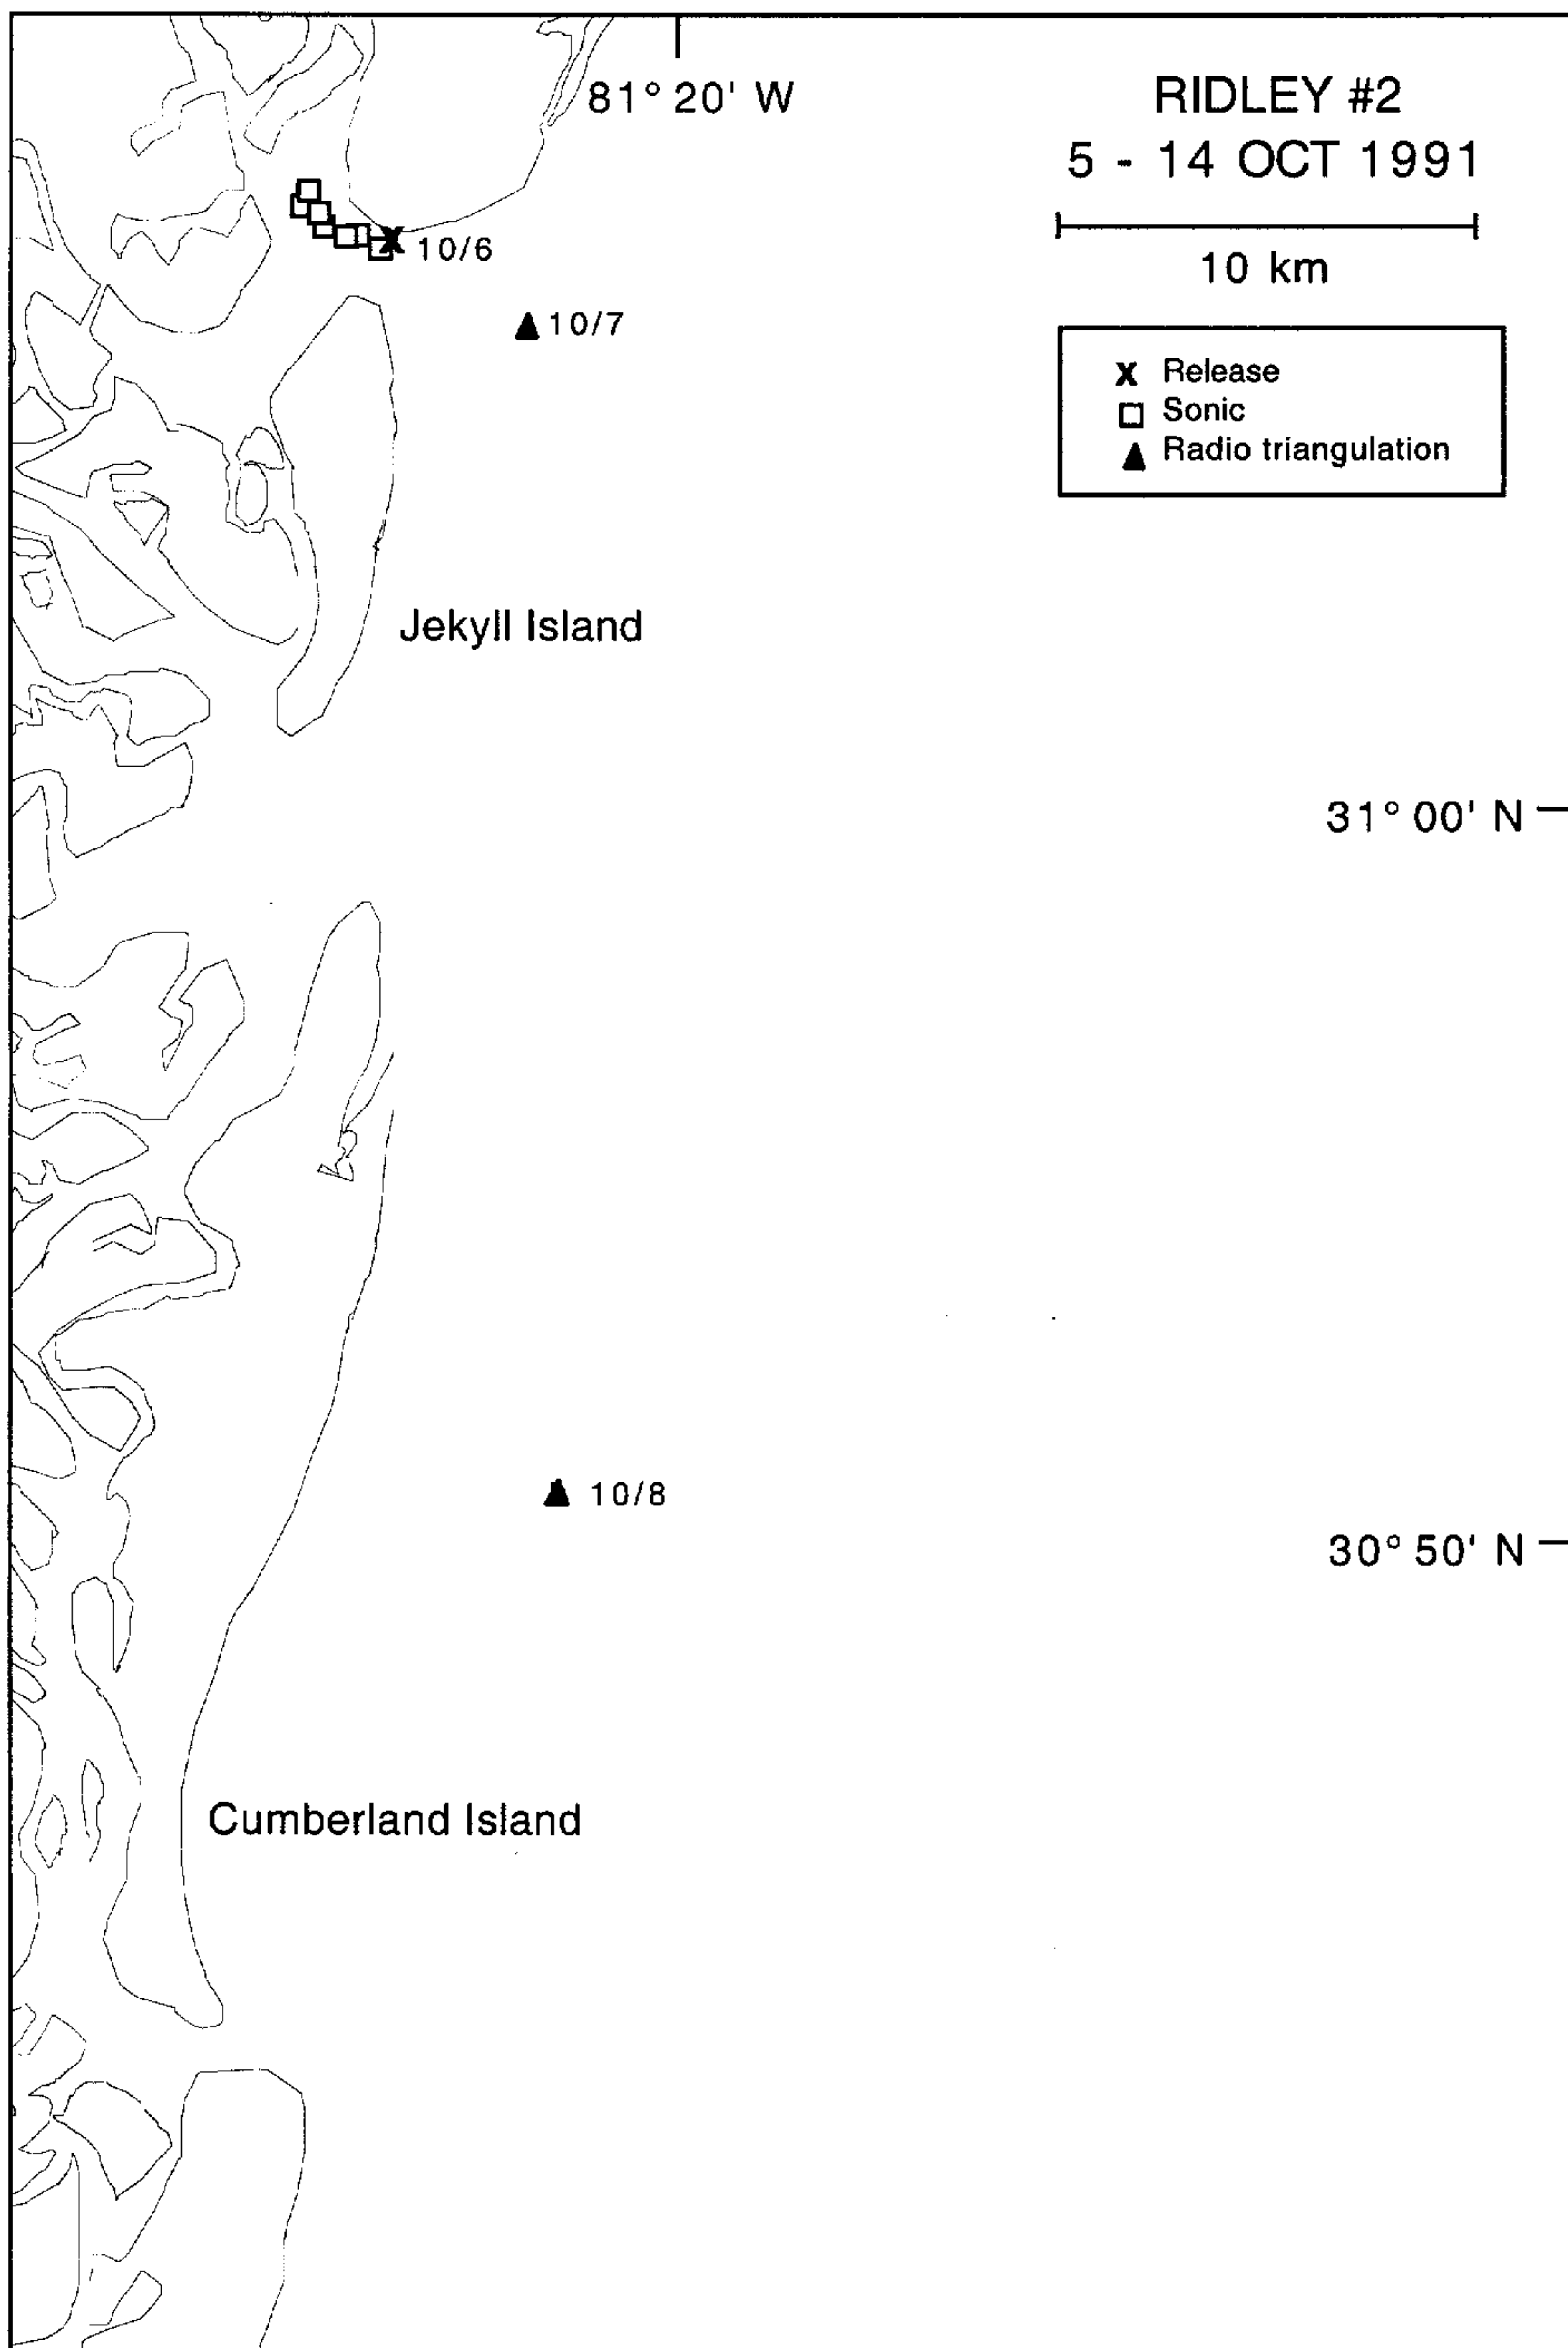 81° 20' W
RIDLEY #2
5 - 14 OCT 1991
10 km
10/6
10/7
X Release
Sonic
Radio triangulation
Jekyll Island
31° 00' N
10/8
30° 50' N
Cumberland Island